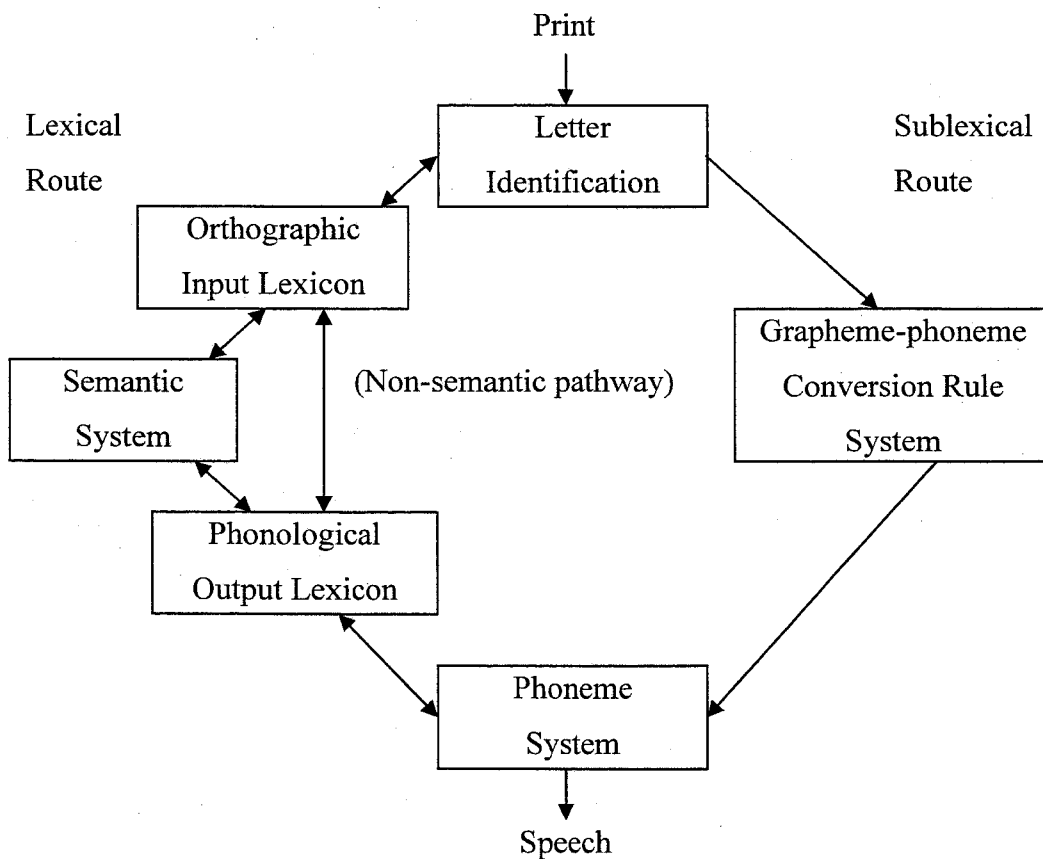 Print
Lexical
Route
Letter
Identification
Sublexical
Route
Orthographic
Input Lexicon
Grapheme-phoneme
Conversion Rule
System
Semantic
System
(Non-semantic pathway)
Phonological
Output Lexicon
Phoneme
System
Speech